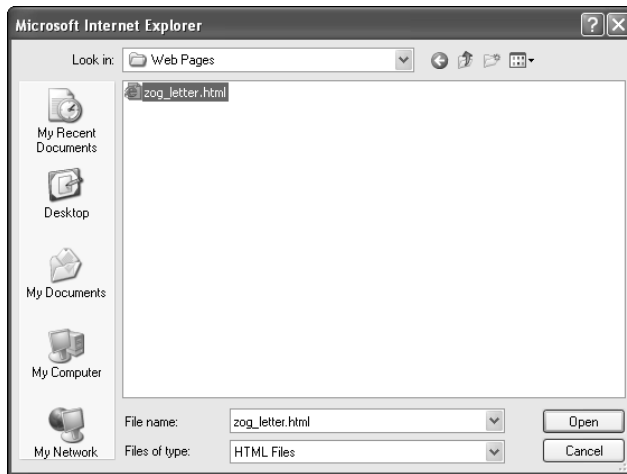 Microsoft Internet Explorer
Look in: Web Pages
zog_letter.html
My Recent
Documents
Desktop
My Documents
My Computer
My Network
File name: zog_letter.html Open
Files of type: HTML Files Cancel